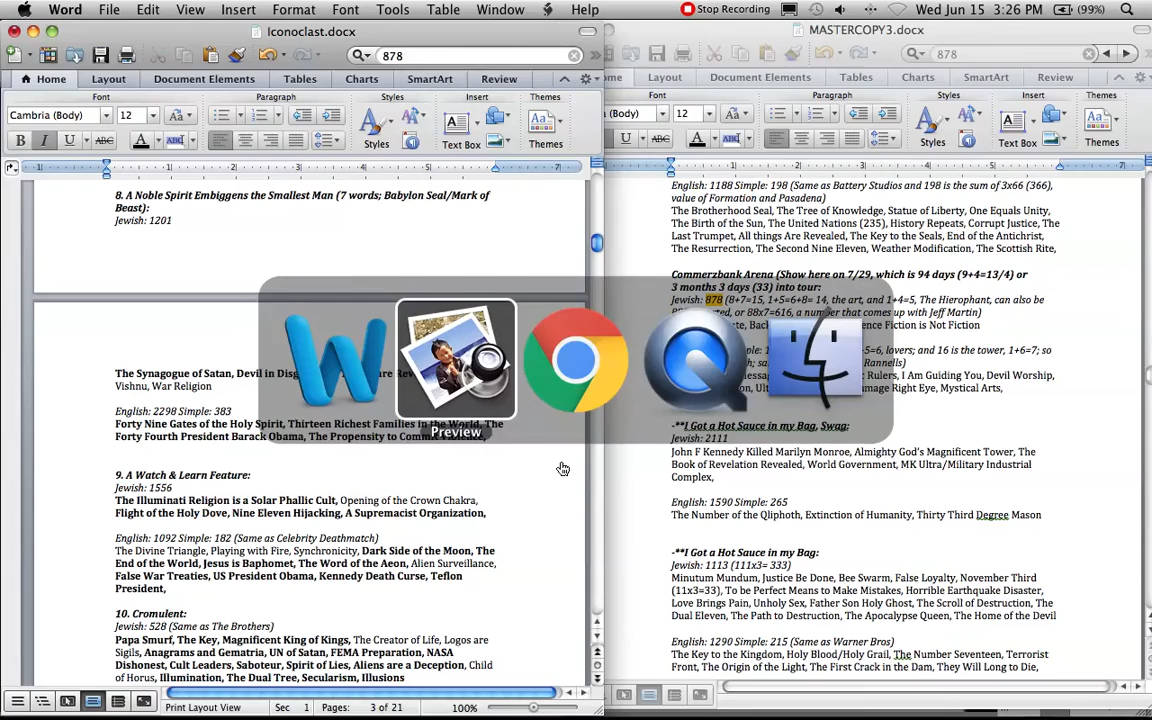 Word File Edit View Insert Format Font Tools Table Window Help Stop Recording Wed Jun 15 3:26 PM (99%)
Iconoclast.docx
878
Home Layout Document Elements Tables Charts SmartArt Review
Font Paragraph Styles Insert Themes
Cambria (Body) 12
Styles Text Box Themes
8. A Noble Spirit Embiggens the Smallest Man (7 words; Babylon Seal/Mark of
Beast):
Jewish: 1201
The Synagogue of Satan, Devil in
Vishnu, War Religion
English: 2298 Simple: 383
Forty Nine Gates of the Holy Spirit, Thirteen Richest Families in the World, The
Forty Fourth President Barack Obama, The Propensity to Commit Violence,
9. A Watch & Learn Feature:
Jewish: 1556
The Illuminati Religion is a Solar Phallic Cult, Opening of the Crown Chakra,
Flight of the Holy Dove, Nine Eleven Hijacking, A Supremacist Organization,
English: 1092 Simple: 182 (Same as Celebrity Deathmatch)
The Divine Triangle, Playing with Fire, Synchronicity, Dark Side of the Moon, The
End of the World, Jesus is Baphomet, The Word of the Aeon, Alien Surveillance,
False War Treaties, US President Obama, Kennedy Death Curse, Teflon
President,
10. Cromulent:
Jewish: 528 (Same as The Brothers)
Papa Smurf, The Key, Magnificent King of Kings, The Creator of Life, Logos are
Sigils, Anagrams and Gematria, UN of Satan, FEMA Preparation, NASA
Dishonest, Cult Leaders, Saboteur, Spirit of Lies, Aliens are a Deception, Child
of Horus, Illumination, The Dual Tree, Secularism, Illusions
Print Layout View Sec 1 Pages: 3 of 21 100%
Preview
MASTERCOPY3.docx
878
ome Layout Document Elements Tables Charts SmartArt Review
Paragraph Styles Insert Themes
(Body) 12
Styles Text Box Themes
English: 1188 Simple: 198 (Same as Battery Studios and 198 is the sum of 3x66 (366),
value of Formation and Pasadena)
The Brotherhood Seal, The Tree of Knowledge, Statue of Liberty, One Equals Unity,
The Birth of the Sun, The United Nations (235), History Repeats, Corrupt Justice, The
Last Trumpet, All things Are Revealed, The Key to the Seals, End of the Antichrist,
The Resurrection, The Second Nine Eleven, Weather Modification, The Scottish Rite,
Commerzbank Arena (Show here on 7/29, which is 94 days (9+4=13/4) or
3 months 3 days (33) into tour:
Jewish: 878 (8+7=15, 1+5=6+8= 14, the art, and 1+4=5, The Hierophant, can also be
or 88x7=616, a number that comes up with Jeff Martin)
Fiction is Not Fiction
lovers; and 16 is the tower, 1+6=7; so
Rulers, I Am Guiding You, Devil Worship,
Damage Right Eye, Mystical Arts,
-**I Got a Hot Sauce in my Bag, Swag:
Jewish: 2111
John F Kennedy Killed Marilyn Monroe, Almighty God's Magnificent Tower, The
Book of Revelation Revealed, World Government, MK Ultra/Military Industrial
Complex,
English: 1590 Simple: 265
The Number of the Qliphoth, Extinction of Humanity, Thirty Third Degree Mason
-**I Got a Hot Sauce in my Bag:
Jewish: 1113 (111x3= 333)
Minutum Mundum, Justice Be Done, Bee Swarm, False Loyalty, November Third
(11x3=33), To be Perfect Means to Make Mistakes, Horrible Earthquake Disaster,
Love Brings Pain, Unholy Sex, Father Son Holy Ghost, The Scroll of Destruction, The
Dual Eleven, The Path to Destruction, The Apocalypse Queen, The Home of the Devil
English: 1290 Simple: 215 (Same as Warner Bros)
The Key to the Kingdom, Holy Blood/Holy Grail, The Number Seventeen, Terrorist
Front, The Origin of the Light, The First Crack in the Dam, They Will Long to Die,